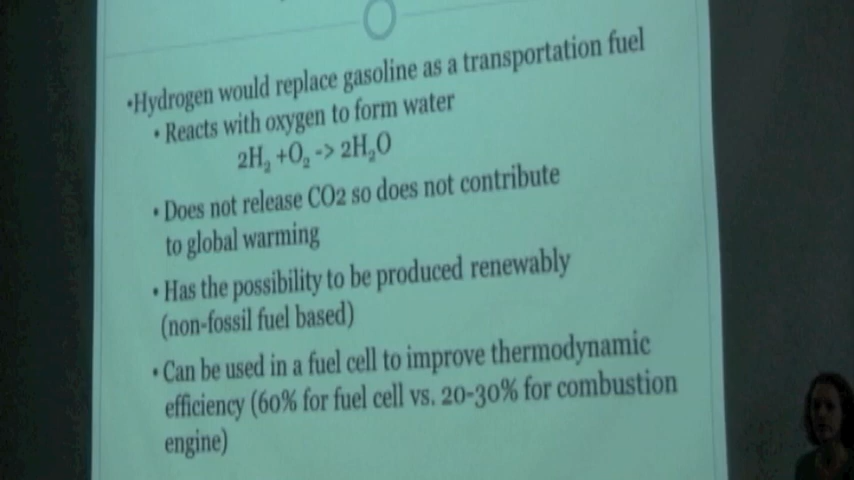 •Hydrogen would replace gasoline as a transportation fuel
• Reacts with oxygen to form water
2H₂ +O₂ -> 2H₂O
• Does not release CO2 so does not contribute
to global warming
• Has the possibility to be produced renewably
(non-fossil fuel based)
• Can be used in a fuel cell to improve thermodynamic
efficiency (60% for fuel cell vs. 20-30% for combustion
engine)